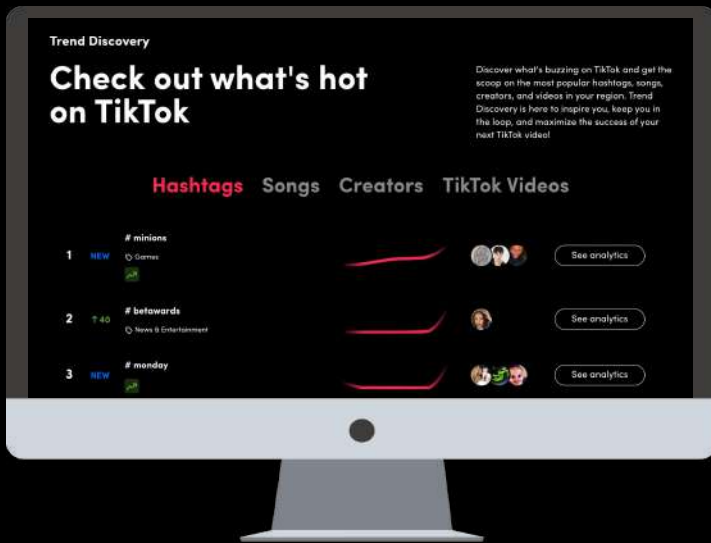 Trend Discovery
Check out what's hot
on TikTok
Discover what's buzzing on TikTok and get the
scoop on the most popular hashtags, songs,
creators, and videos in your region. Trend
Discovery is here to inspire you, keep you in
the loop, and maximize the success of your
next TikTok video!
Hashtags Songs Creators TikTok Videos
1 NEW # minions See analytics
Games
2 ↑40 # betawards See analytics
News & Entertainment
3 NEW # monday See analytics